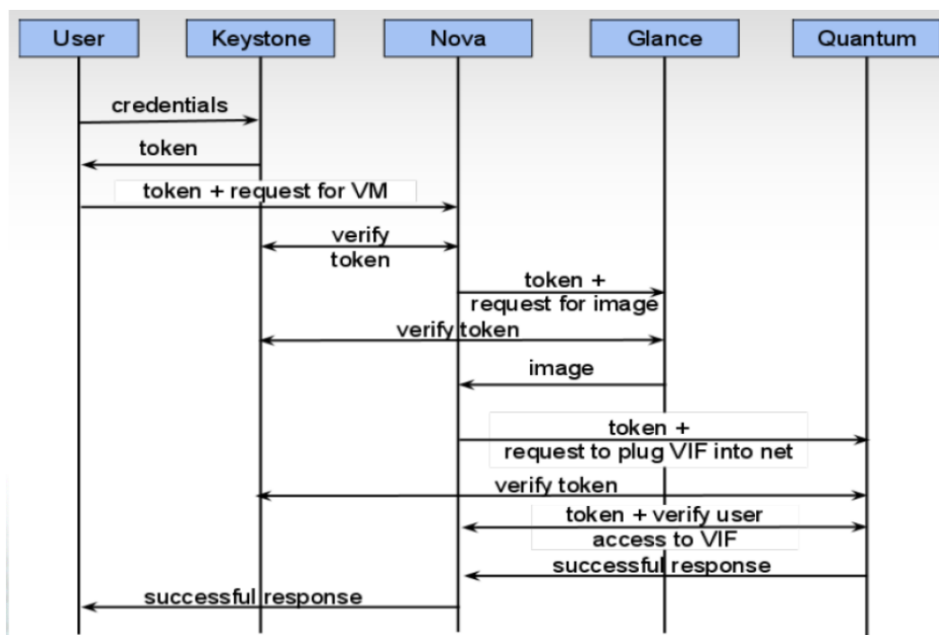 User Keystone Nova Glance Quantum
credentials
token
token + request for VM
verify
token
token +
request for image
verify token
image
token +
request to plug VIF into net
verify token
token + verify user
access to VIF
successful response
successful response